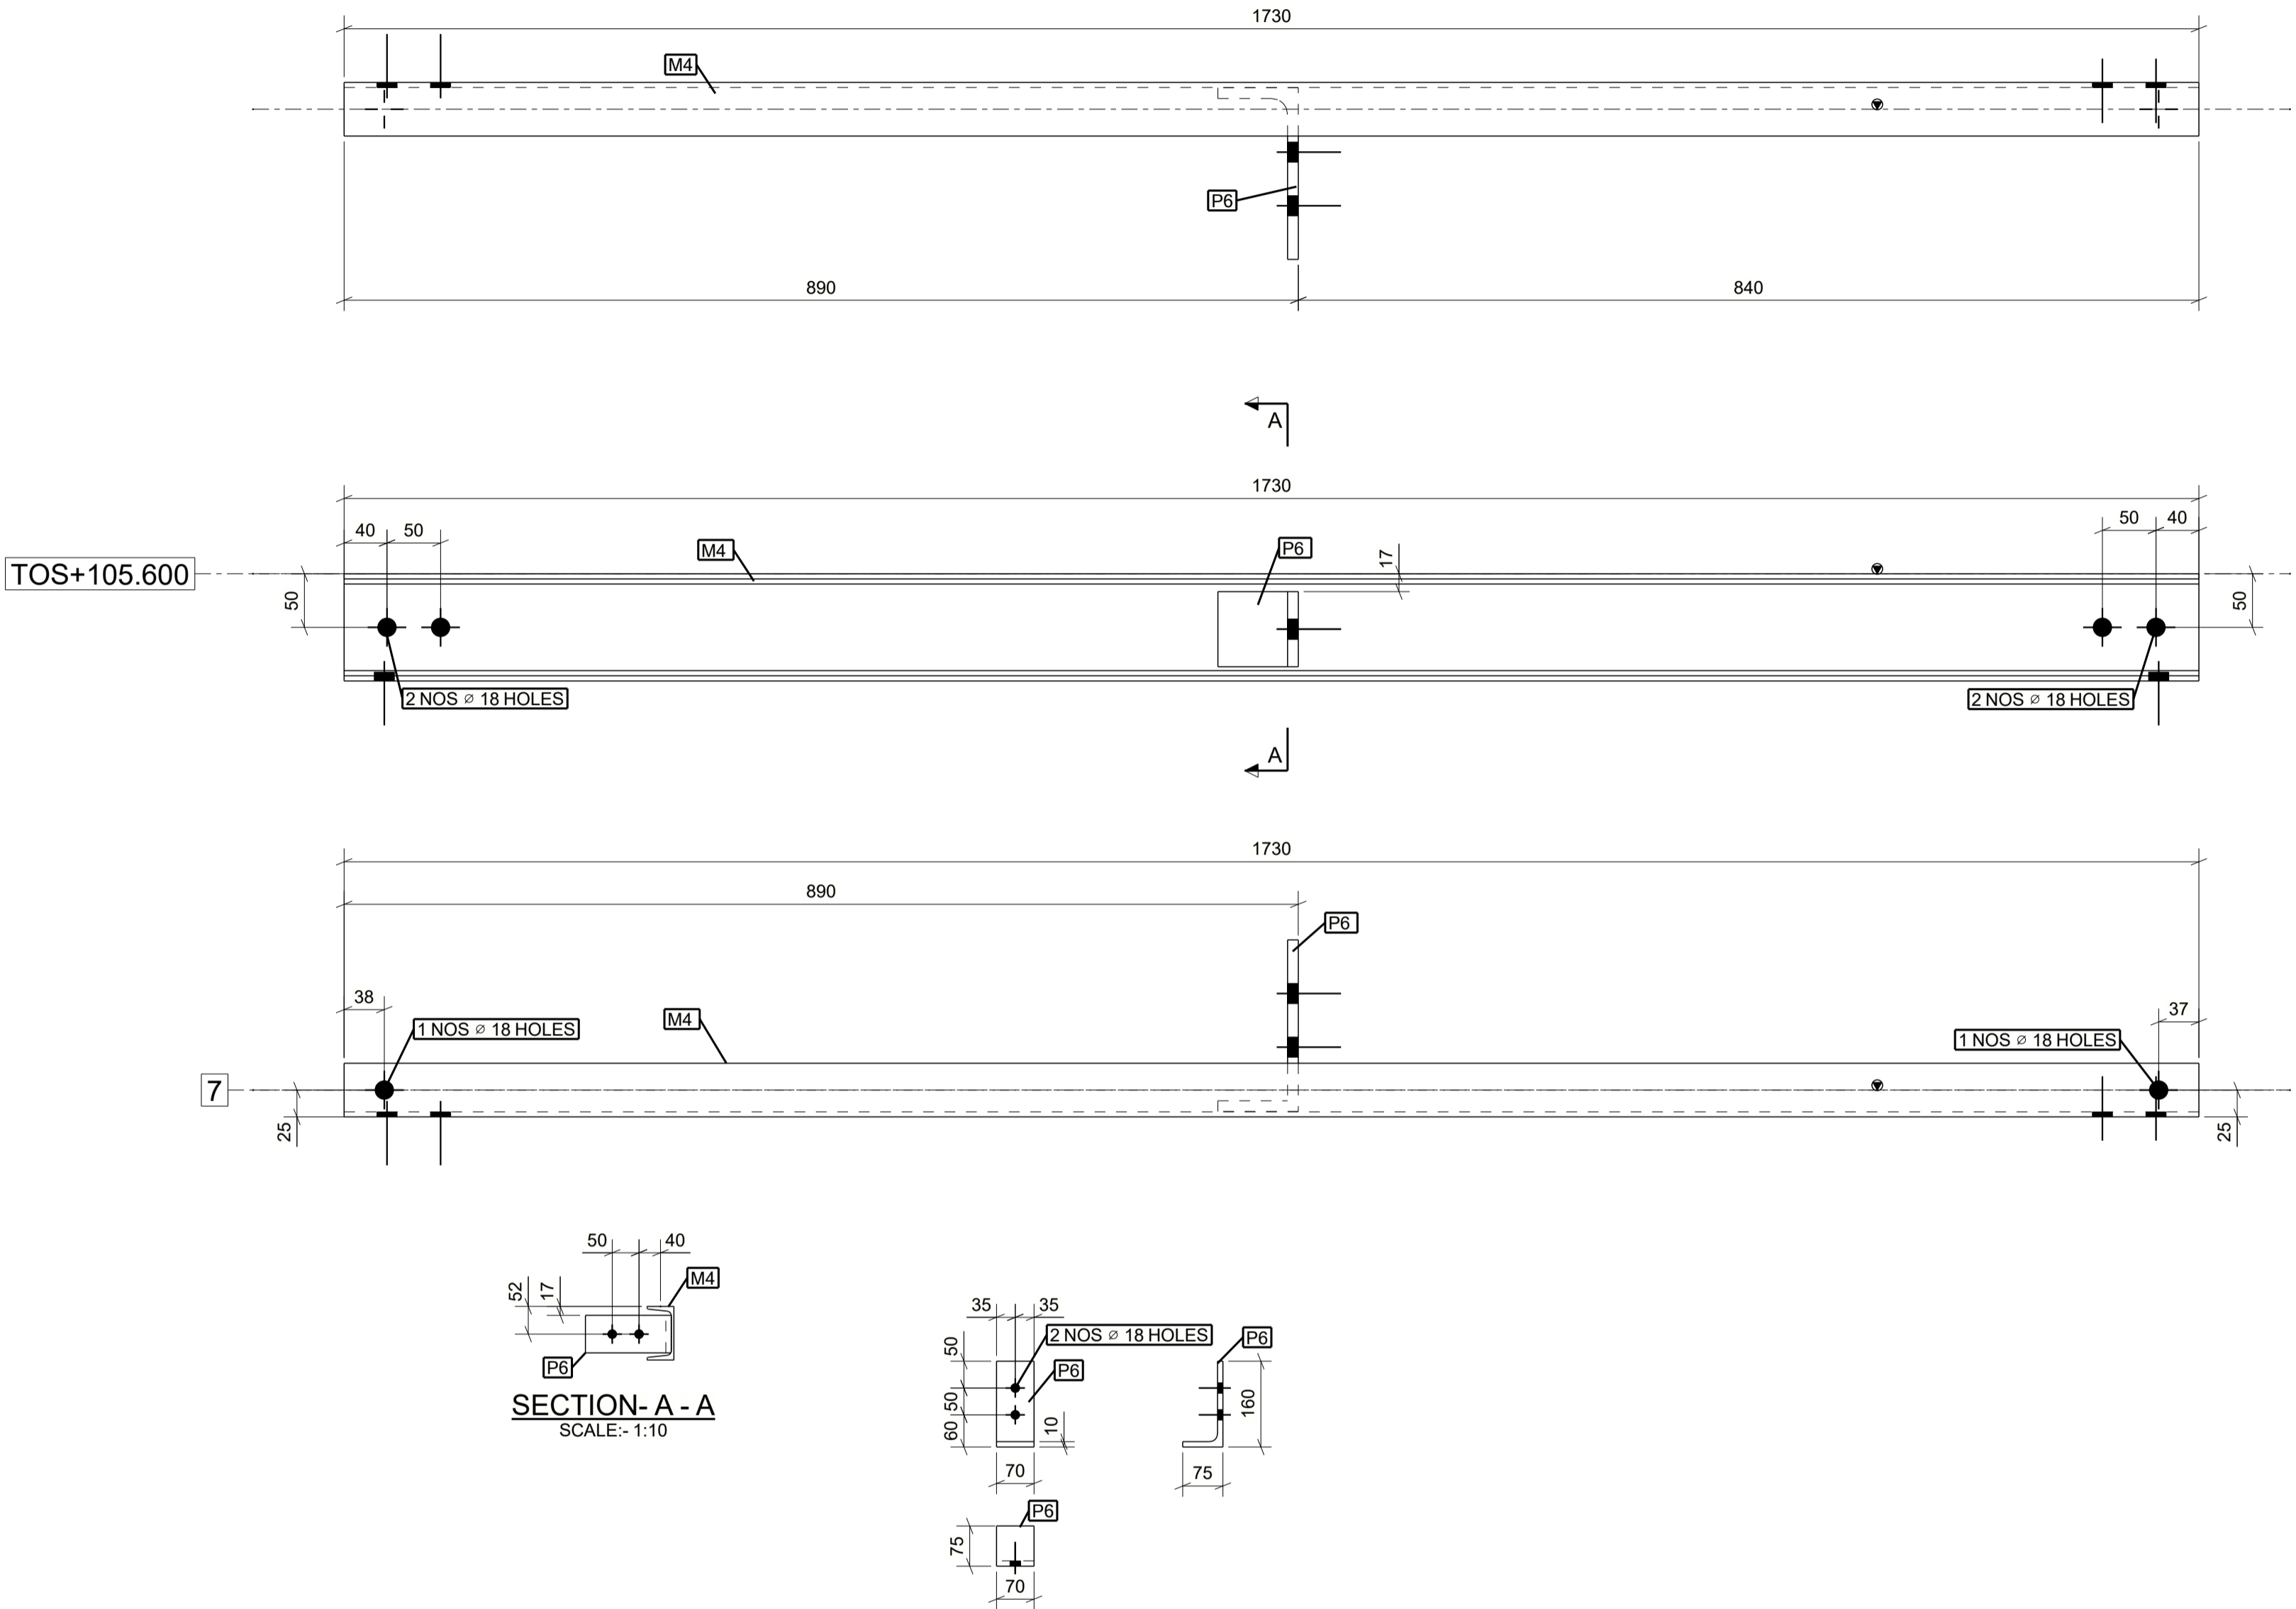 1730
M4
P6
890
840
A
1730
40
50
50
40
TOS+105.600
M4
P6
17
50
50
2 NOS ⌀ 18 HOLES
2 NOS ⌀ 18 HOLES
A
1730
890
P6
38
1 NOS ⌀ 18 HOLES
M4
37
1 NOS ⌀ 18 HOLES
7
25
25
50
40
52
17
M4
P6
SECTION- A - A
SCALE:- 1:10
35
35
2 NOS ⌀ 18 HOLES
50
P6
50
60
10
70
P6
160
75
P6
75
70